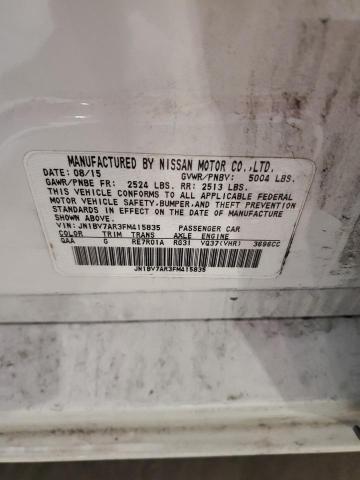 MANUFACTURED BY NISSAN MOTOR CO.,LTD.
DATE: 08/15 GVWR/PNBV: 5004 LBS.
GAWR/PNBE FR: 2524 LBS. RR: 2513 LBS.
THIS VEHICLE CONFORMS TO ALL APPLICABLE FEDERAL
MOTOR VEHICLE SAFETY,BUMPER,AND THEFT PREVENTION
STANDARDS IN EFFECT ON THE DATE OF MANUFACTURE
SHOWN ABOVE.
VIN: JN1BV7AR3FM415835 PASSENGER CAR
COLOR TRIM TRANS AXLE ENGINE
QAA G RE7R01A R031 VQ37(VHR) 3696CC
JN1BV7AR3FM415835